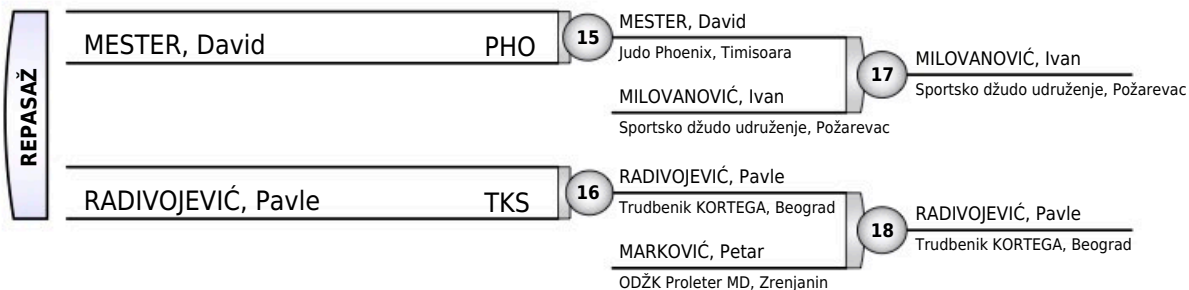 REPASAŽ
MESTER, David PHO
15
MESTER, David
Judo Phoenix, Timisoara
MILOVANOVIĆ, Ivan
Sportsko džudo udruženje, Požarevac
17
MILOVANOVIĆ, Ivan
Sportsko džudo udruženje, Požarevac
RADIVOJEVIĆ, Pavle TKS
16
RADIVOJEVIĆ, Pavle
Trudbenik KORTEGA, Beograd
MARKOVIĆ, Petar
ODŽK Proleter MD, Zrenjanin
18
RADIVOJEVIĆ, Pavle
Trudbenik KORTEGA, Beograd